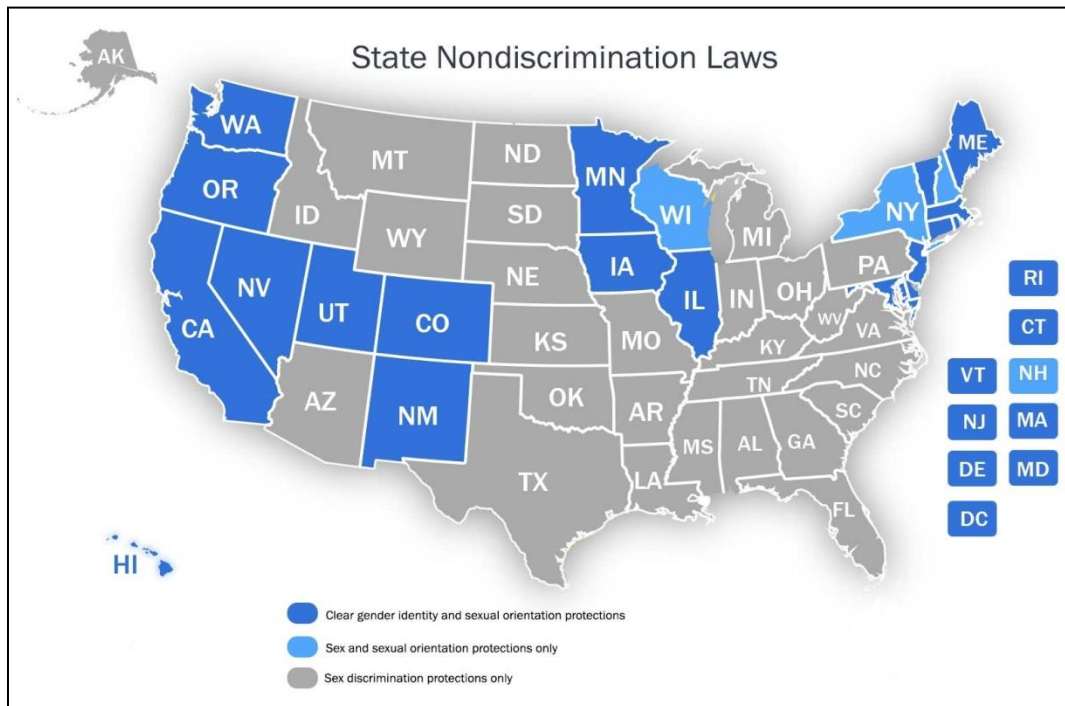 State Nondiscrimination Laws
AK
WA
MT
ND
MN
ME
OR
ID
SD
WI
NY
WY
MI
IA
PA
NE
NV
IL
IN
OH
RI
UT
CO
WV
CA
KS
MO
VA
KY
CT
NC
TN
VT
NH
AZ
NM
OK
AR
SC
NJ
MA
MS
AL
GA
TX
LA
DE
MD
FL
DC
HI
Clear gender identity and sexual orientation protections
Sex and sexual orientation protections only
Sex discrimination protections only